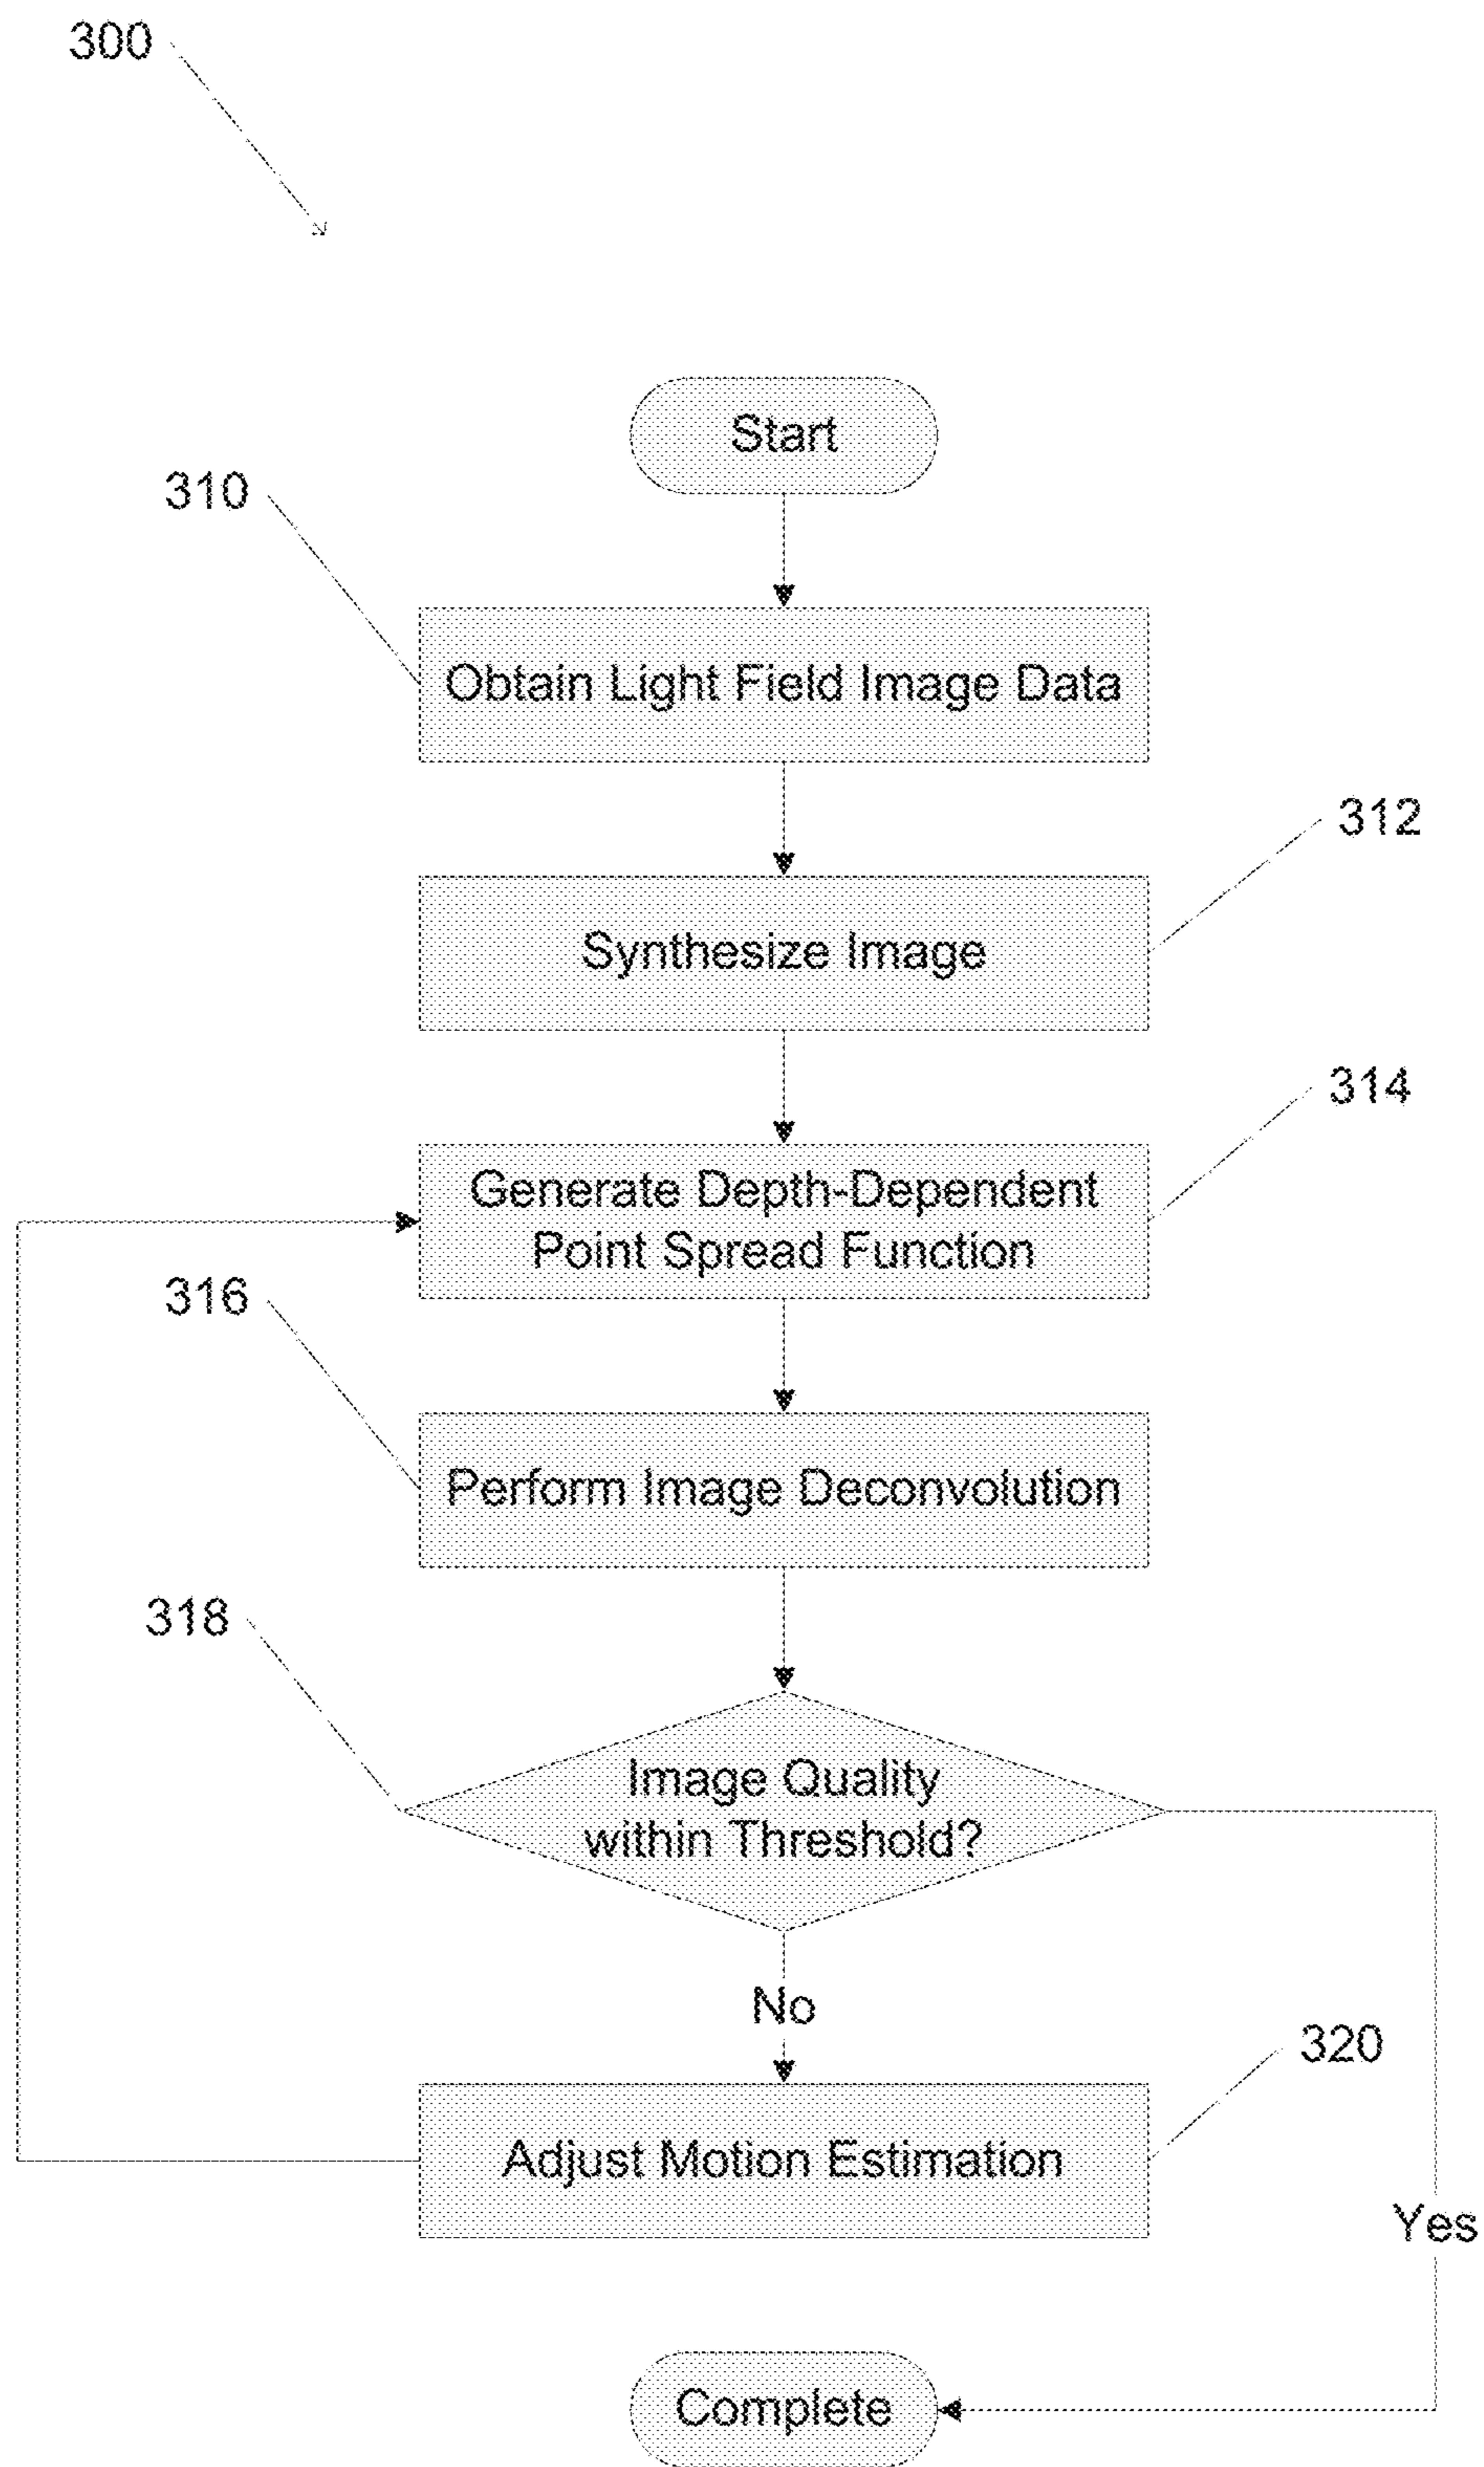 300
Start
310
Obtain Light Field Image Data
312
Synthesize Image
314
Generate Depth-Dependent
Point Spread Function
316
Perform Image Deconvolution
318
Image Quality
within Threshold?
No
320
Adjust Motion Estimation
Yes
Complete